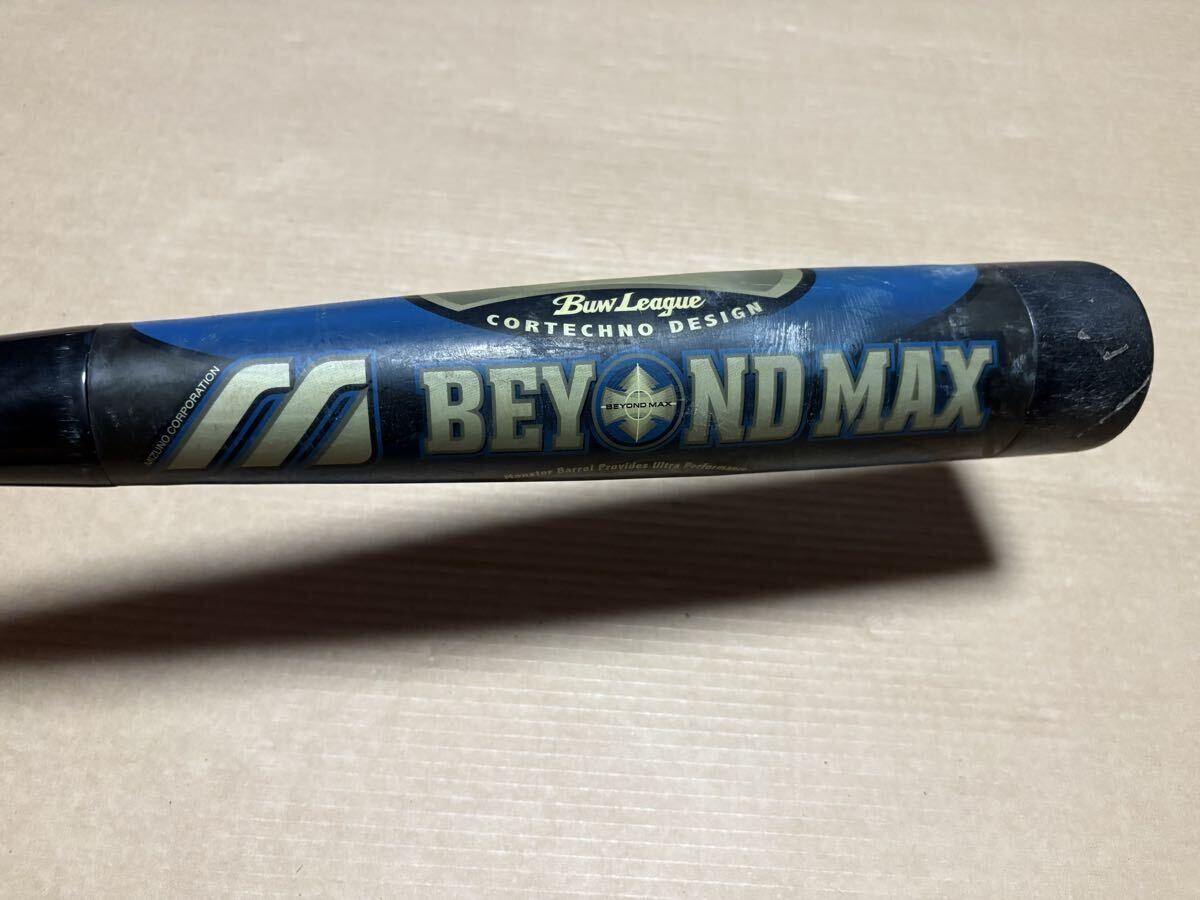 Buw League
CORTECHNO DESIGN
MIZUNO CORPORATION
BEYOND MAX
BEYOND MAX
Monster Barrel Provides Ultra Performance